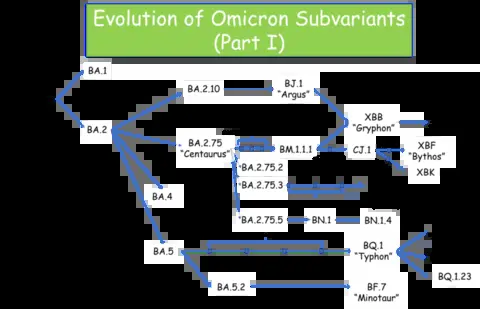 Evolution of Omicron Subvariants
(Part I)
BA.1
BA.2
BA.2.10
BJ.1
"Argus"
XBB
"Gryphon"
BA.2.75
"Centaurus"
BM.1.1.1
CJ.1
XBF
"Bythos"
XBK
BA.2.75.2
BA.2.75.3
BA.4
BA.2.75.5
BN.1
BN.1.4
BA.5
BQ.1
"Typhon"
BQ.1.23
BA.5.2
BF.7
"Minotaur"